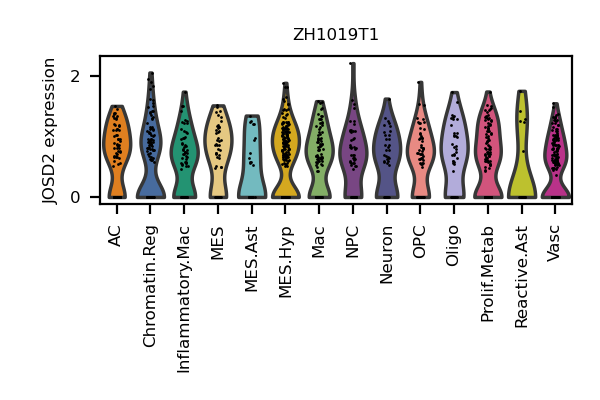 ZH1019T1
JOSD2 expression
2
0
AC
Chromatin.Reg
Inflammatory.Mac
MES
MES.Ast
MES.Hyp
Mac
NPC
Neuron
OPC
Oligo
Prolif.Metab
Reactive.Ast
Vasc